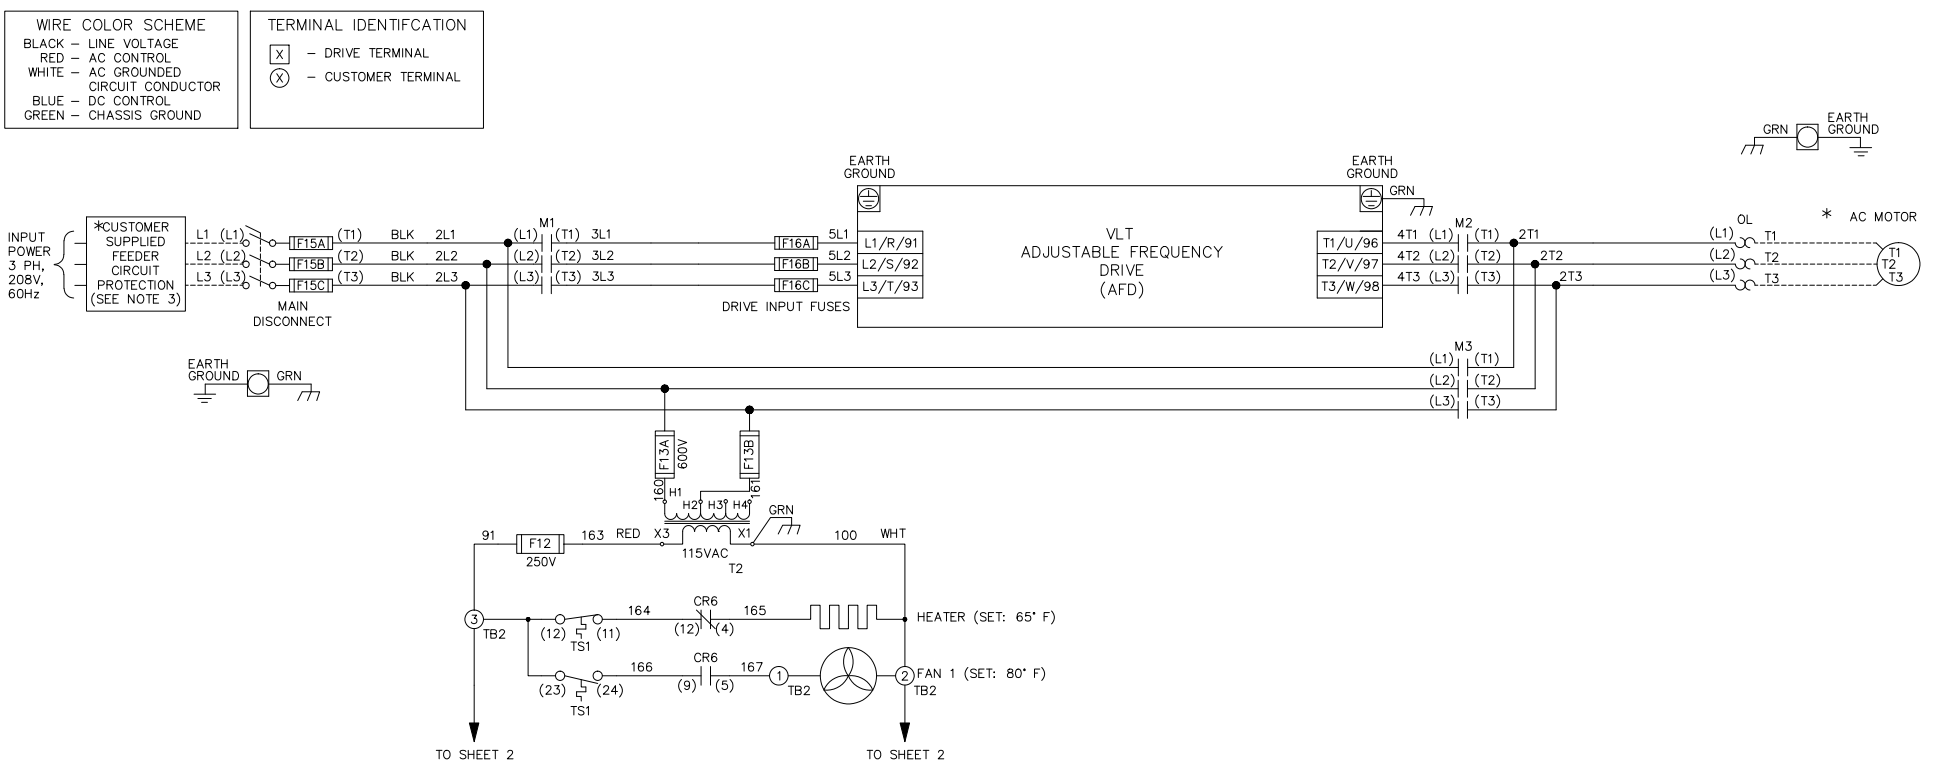 WIRE COLOR SCHEME
BLACK – LINE VOLTAGE
RED – AC CONTROL
WHITE – AC GROUNDED
CIRCUIT CONDUCTOR
BLUE – DC CONTROL
GREEN – CHASSIS GROUND
TERMINAL IDENTIFCATION
X – DRIVE TERMINAL
X – CUSTOMER TERMINAL
GRN
EARTH
GROUND
EARTH
GROUND
EARTH
GROUND
GRN
INPUT
POWER
3 PH,
208V,
60Hz
*CUSTOMER
SUPPLIED
FEEDER
CIRCUIT
PROTECTION
(SEE NOTE 3)
L1 (L1) F15A (T1) BLK 2L1 (L1) M1 (T1) 3L1 F16A 5L1 L1/R/91
L2 (L2) F15B (T2) BLK 2L2 (L2) (T2) 3L2 F16B 5L2 L2/S/92
L3 (L3) F15C (T3) BLK 2L3 (L3) (T3) 3L3 F16C 5L3 L3/T/93
MAIN
DISCONNECT
DRIVE INPUT FUSES
VLT
ADJUSTABLE FREQUENCY
DRIVE
(AFD)
T1/U/96 4T1 (L1) M2 (T1) 2T1 (L1) OL T1
T2/V/97 4T2 (L2) (T2) 2T2 (L2) T2
T3/W/98 4T3 (L3) (T3) 2T3 (L3) T3
* AC MOTOR
T1
T2
T3
EARTH
GROUND GRN
M3
(L1) (T1)
(L2) (T2)
(L3) (T3)
F13A
600V
F13B
160
161
H1
H2 H3 H4
GRN
91 F12 163 RED X3 X1 100 WHT
250V
115VAC
T2
3
TB2
(12) (11)
TS1
164
CR6
(12) (4)
165
HEATER (SET: 65° F)
(23) (24)
TS1
166
CR6
(9) (5)
167
1
TB2
2
TB2
FAN 1 (SET: 80° F)
TO SHEET 2
TO SHEET 2